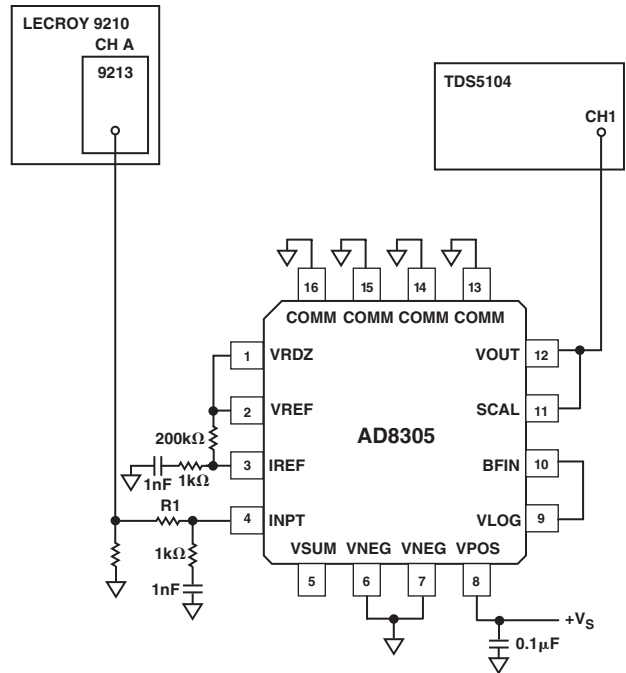 LECROY 9210
CH A
9213
TDS5104
CH1
16 15 14 13
COMM COMM COMM COMM
1 VRDZ
VOUT 12
2 VREF
SCAL 11
200kΩ
AD8305
3 IREF
BFIN 10
1nF 1kΩ
R1
4 INPT
VLOG 9
1kΩ
VSUM VNEG VNEG VPOS
1nF
5 6 7 8
+VS
0.1μF